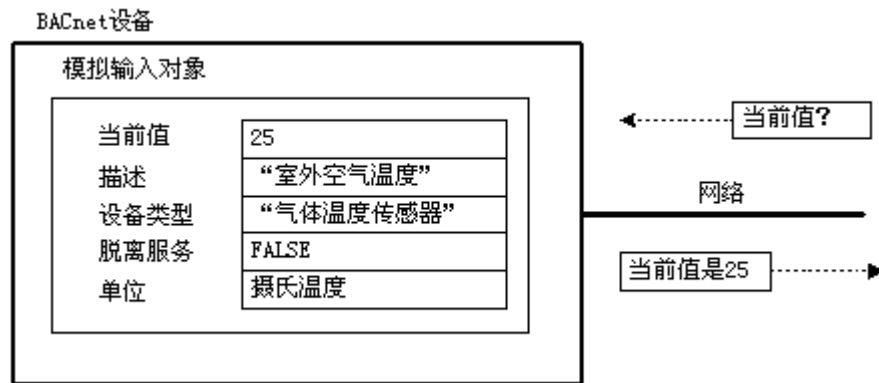 BACnet设备
模拟输入对象
当前值 25
描述 “室外空气温度”
设备类型 “气体温度传感器”
脱离服务 FALSE
单位 摄氏温度
当前值?
网络
当前值是25